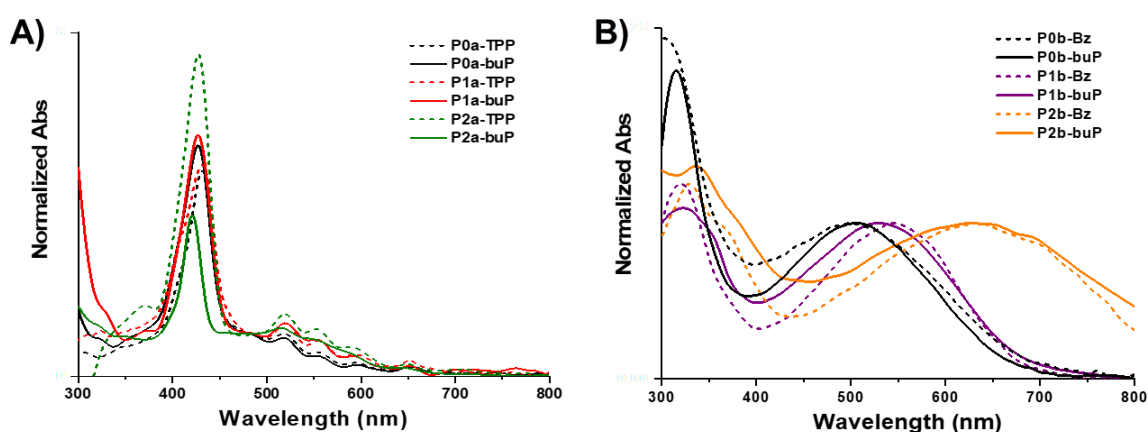 A)
P0a-TPP
P0a-buP
P1a-TPP
P1a-buP
P2a-TPP
P2a-buP
Normalized Abs
300 400 500 600 700 800
Wavelength (nm)
B)
P0b-Bz
P0b-buP
P1b-Bz
P1b-buP
P2b-Bz
P2b-buP
Normalized Abs
300 400 500 600 700 800
Wavelength (nm)